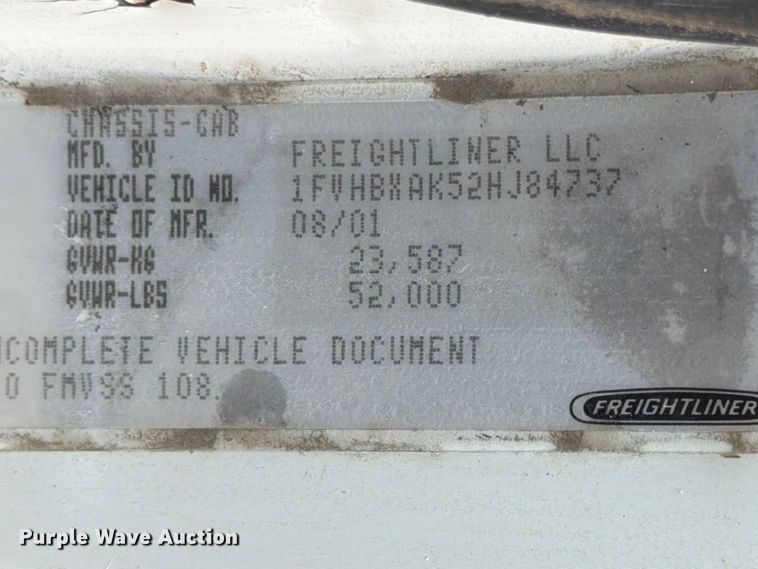 CHASSIS-CAB
MFD. BY FREIGHTLINER LLC
VEHICLE ID NO. 1FVHBXAK52HJ84737
DATE OF MFR. 08/01
GVWR-KG 23,587
GVWR-LBS 52,000
NCOMPLETE VEHICLE DOCUMENT
O FMVSS 108.
FREIGHTLINER
Purple Wave Auction